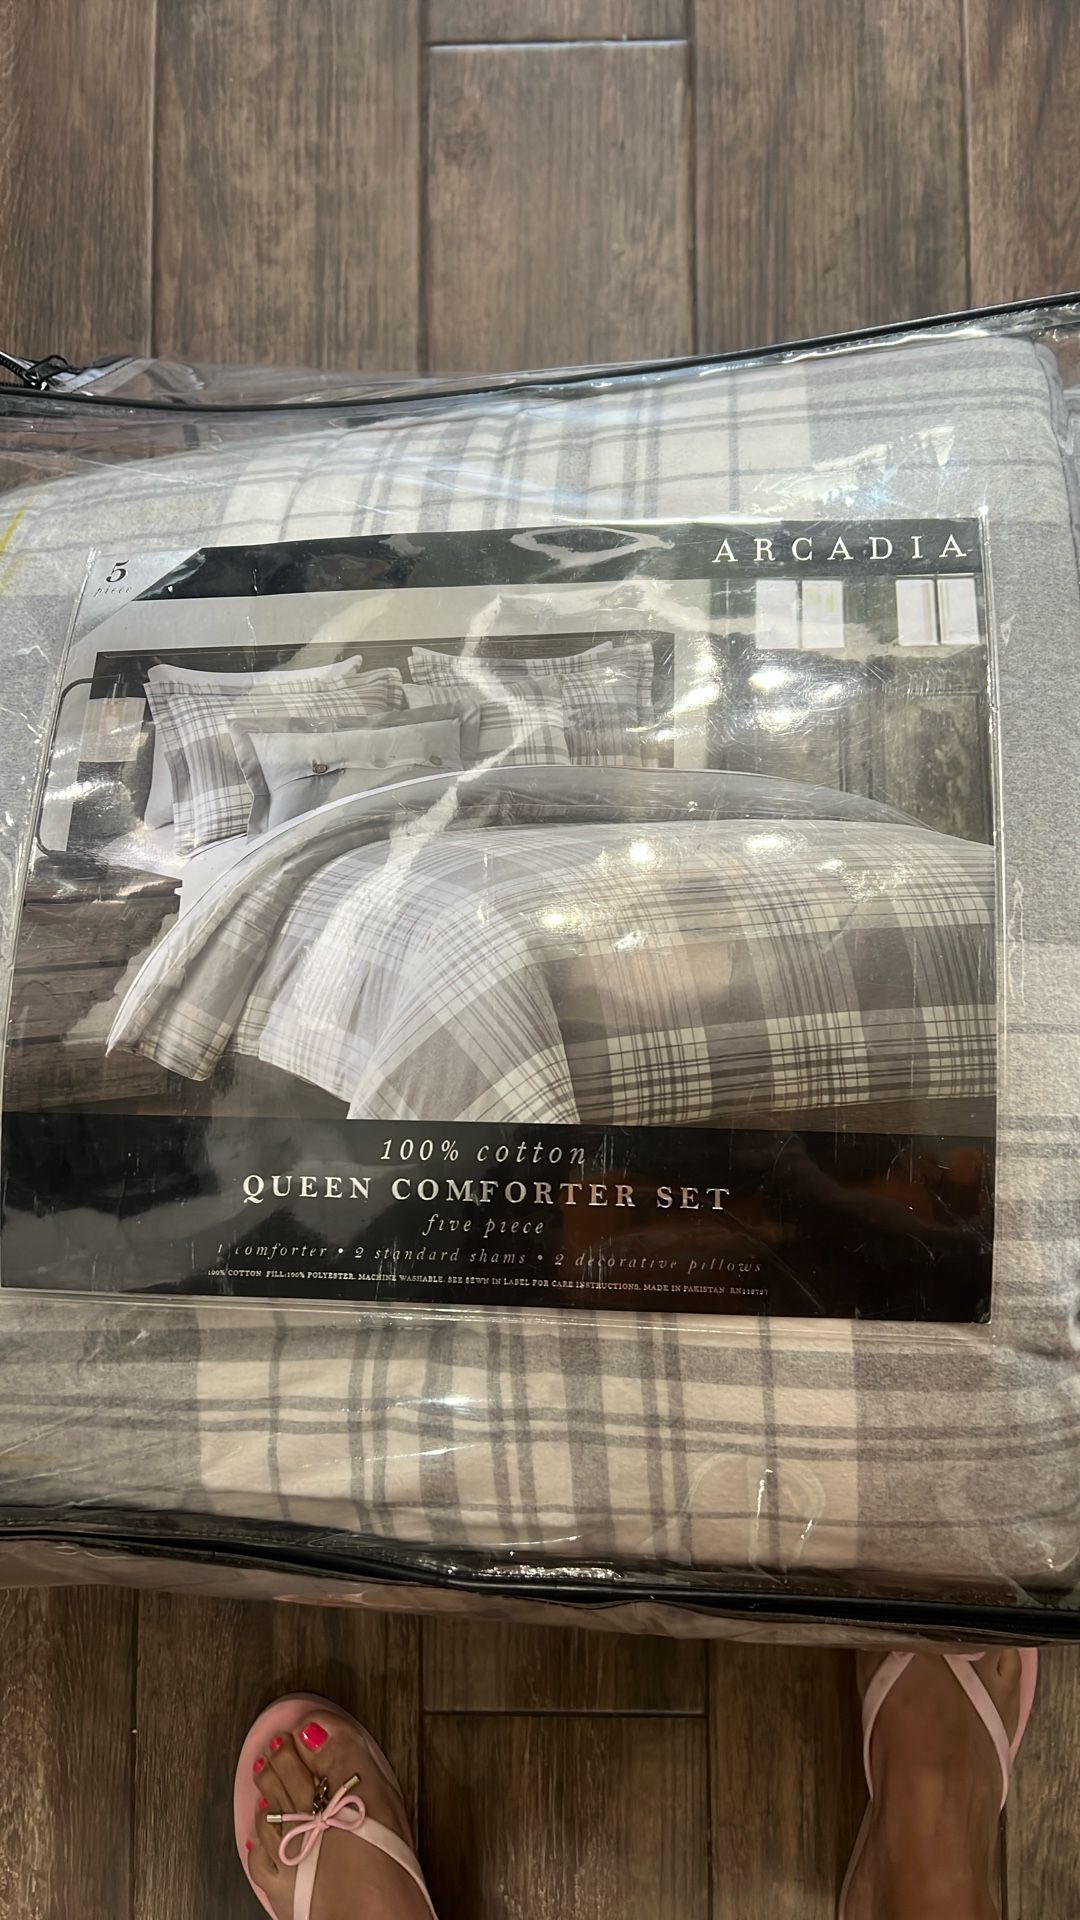 5
piece
ARCADIA
100% cotton
QUEEN COMFORTER SET
five piece
1 comforter • 2 standard shams • 2 decorative pillows
100% COTTON FILL:100% POLYESTER. MACHINE WASHABLE. SEE SEWN IN LABEL FOR CARE INSTRUCTIONS. MADE IN PAKISTAN